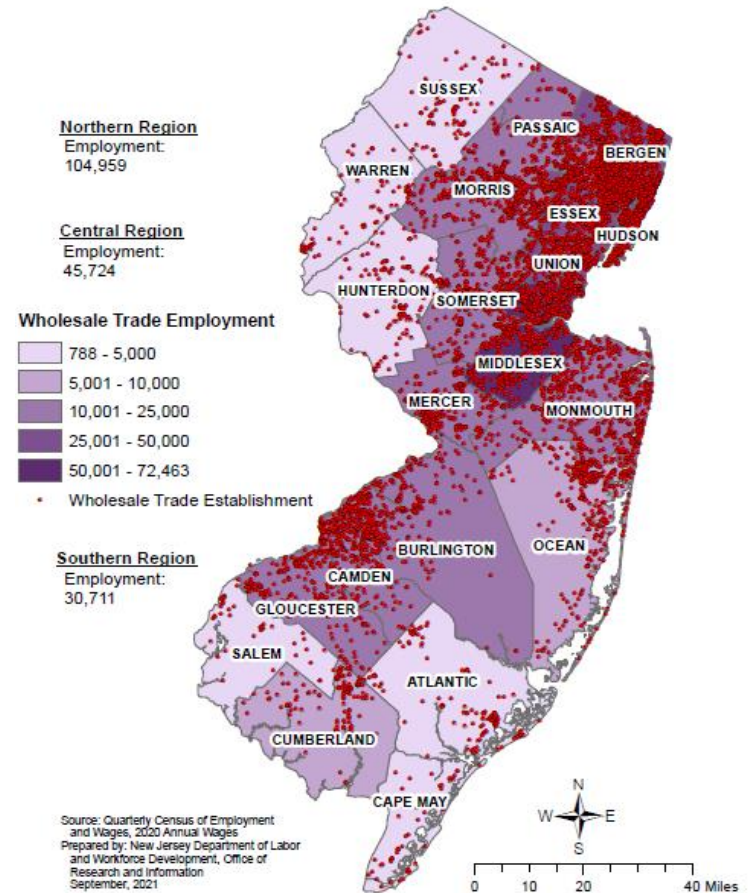 SUSSEX
PASSAIC
BERGEN
WARREN
MORRIS
ESSEX
HUDSON
UNION
HUNTERDON
SOMERSET
MIDDLESEX
MERCER
MONMOUTH
OCEAN
BURLINGTON
CAMDEN
GLOUCESTER
SALEM
ATLANTIC
CUMBERLAND
CAPE MAY
Northern Region
Employment:
104,959
Central Region
Employment:
45,724
Wholesale Trade Employment
788 - 5,000
5,001 - 10,000
10,001 - 25,000
25,001 - 50,000
50,001 - 72,463
Wholesale Trade Establishment
Southern Region
Employment:
30,711
Source: Quarterly Census of Employment
and Wages, 2020 Annual Wages
Prepared by: New Jersey Department of Labor
and Workforce Development, Office of
Research and Information
September, 2021
N
W E
S
0 10 20 30 40 Miles